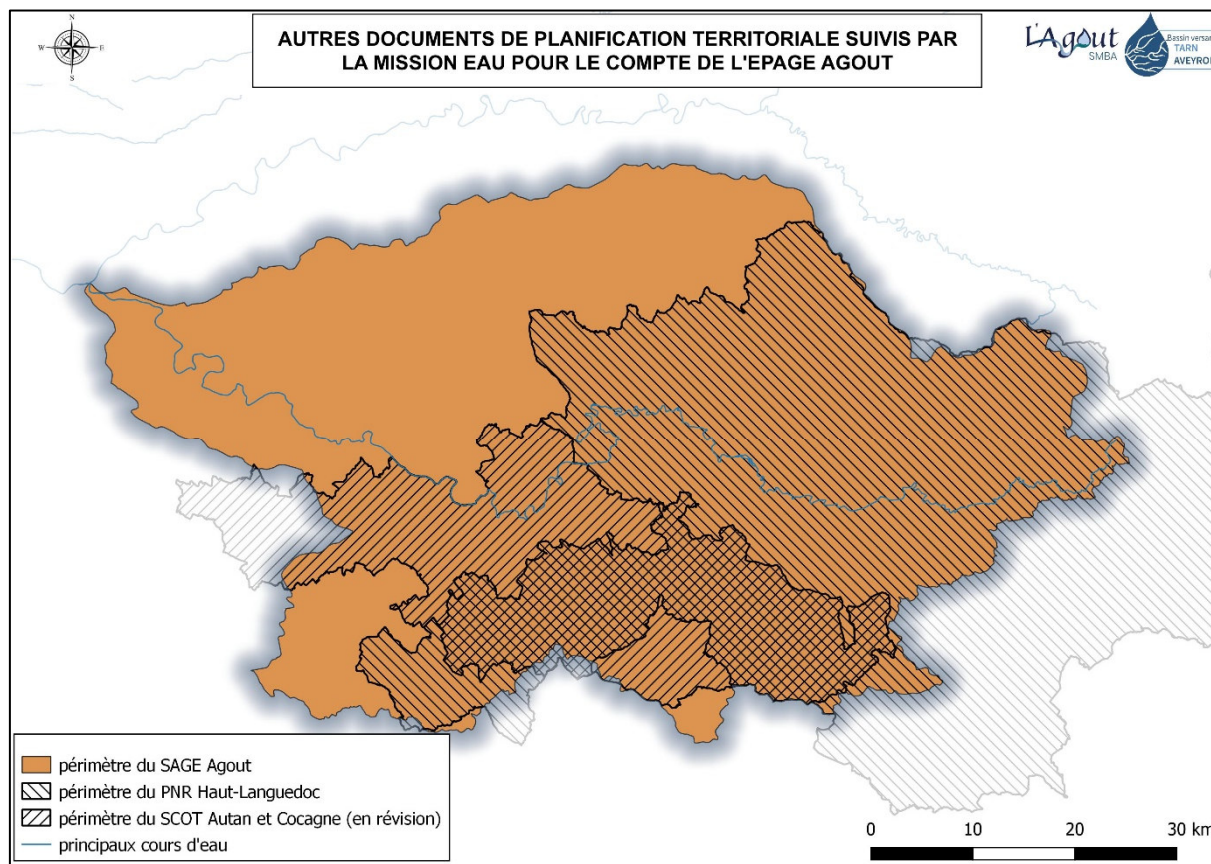 N
W
E
S
AUTRES DOCUMENTS DE PLANIFICATION TERRITORIALE SUIVIS PAR
LA MISSION EAU POUR LE COMPTE DE L'EPAGE AGOUT
L'Agout
SMBA
Bassin versant
TARN
AVEYRON
périmètre du SAGE Agout
périmètre du PNR Haut-Languedoc
périmètre du SCOT Autan et Cocagne (en révision)
principaux cours d'eau
0 10 20 30 km